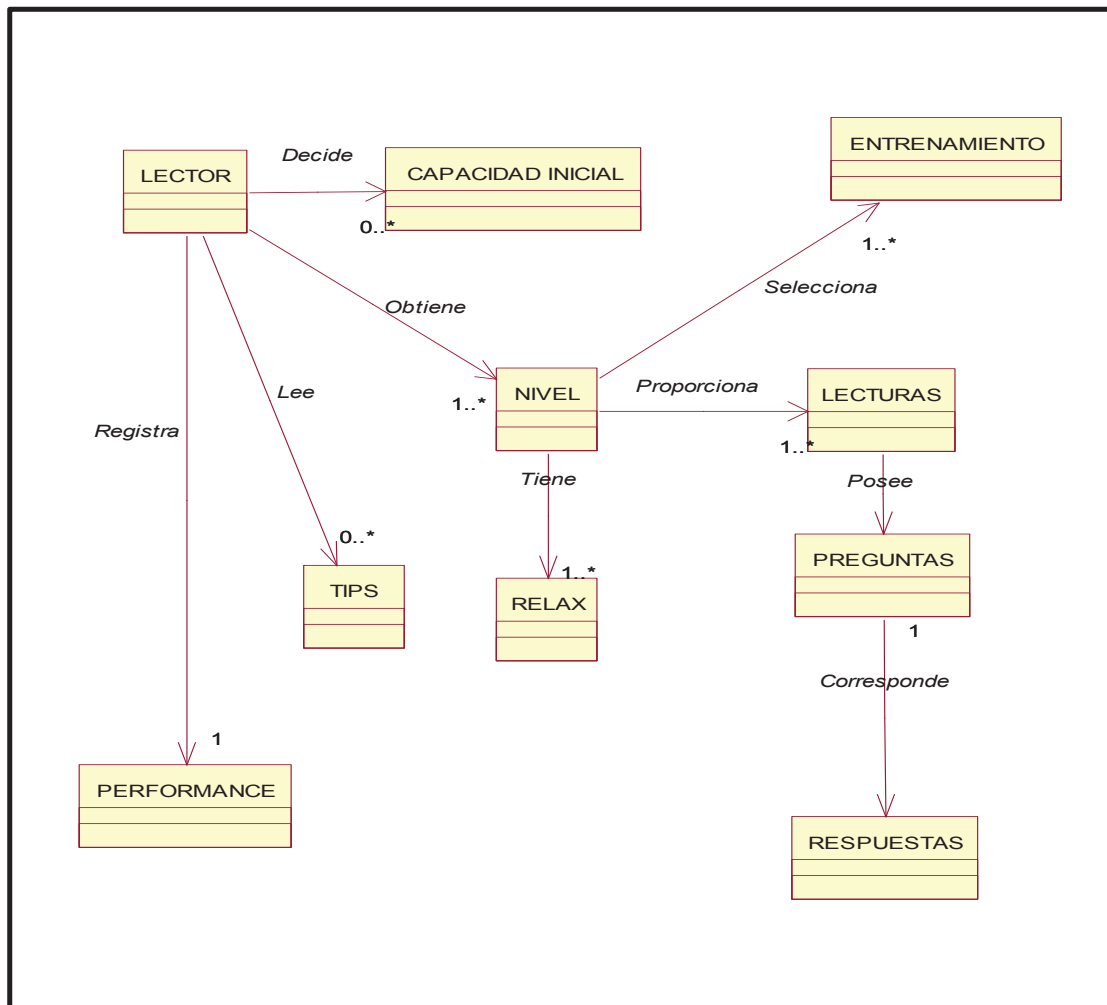 ENTRENAMIENTO
Decide
LECTOR
CAPACIDAD INICIAL
0..*
1..*
Selecciona
Obtiene
Proporciona
NIVEL
LECTURAS
Lee
1..*
1..*
Registra
Tiene
Posee
0..*
PREGUNTAS
1..*
TIPS
RELAX
1
Corresponde
1
PERFORMANCE
RESPUESTAS